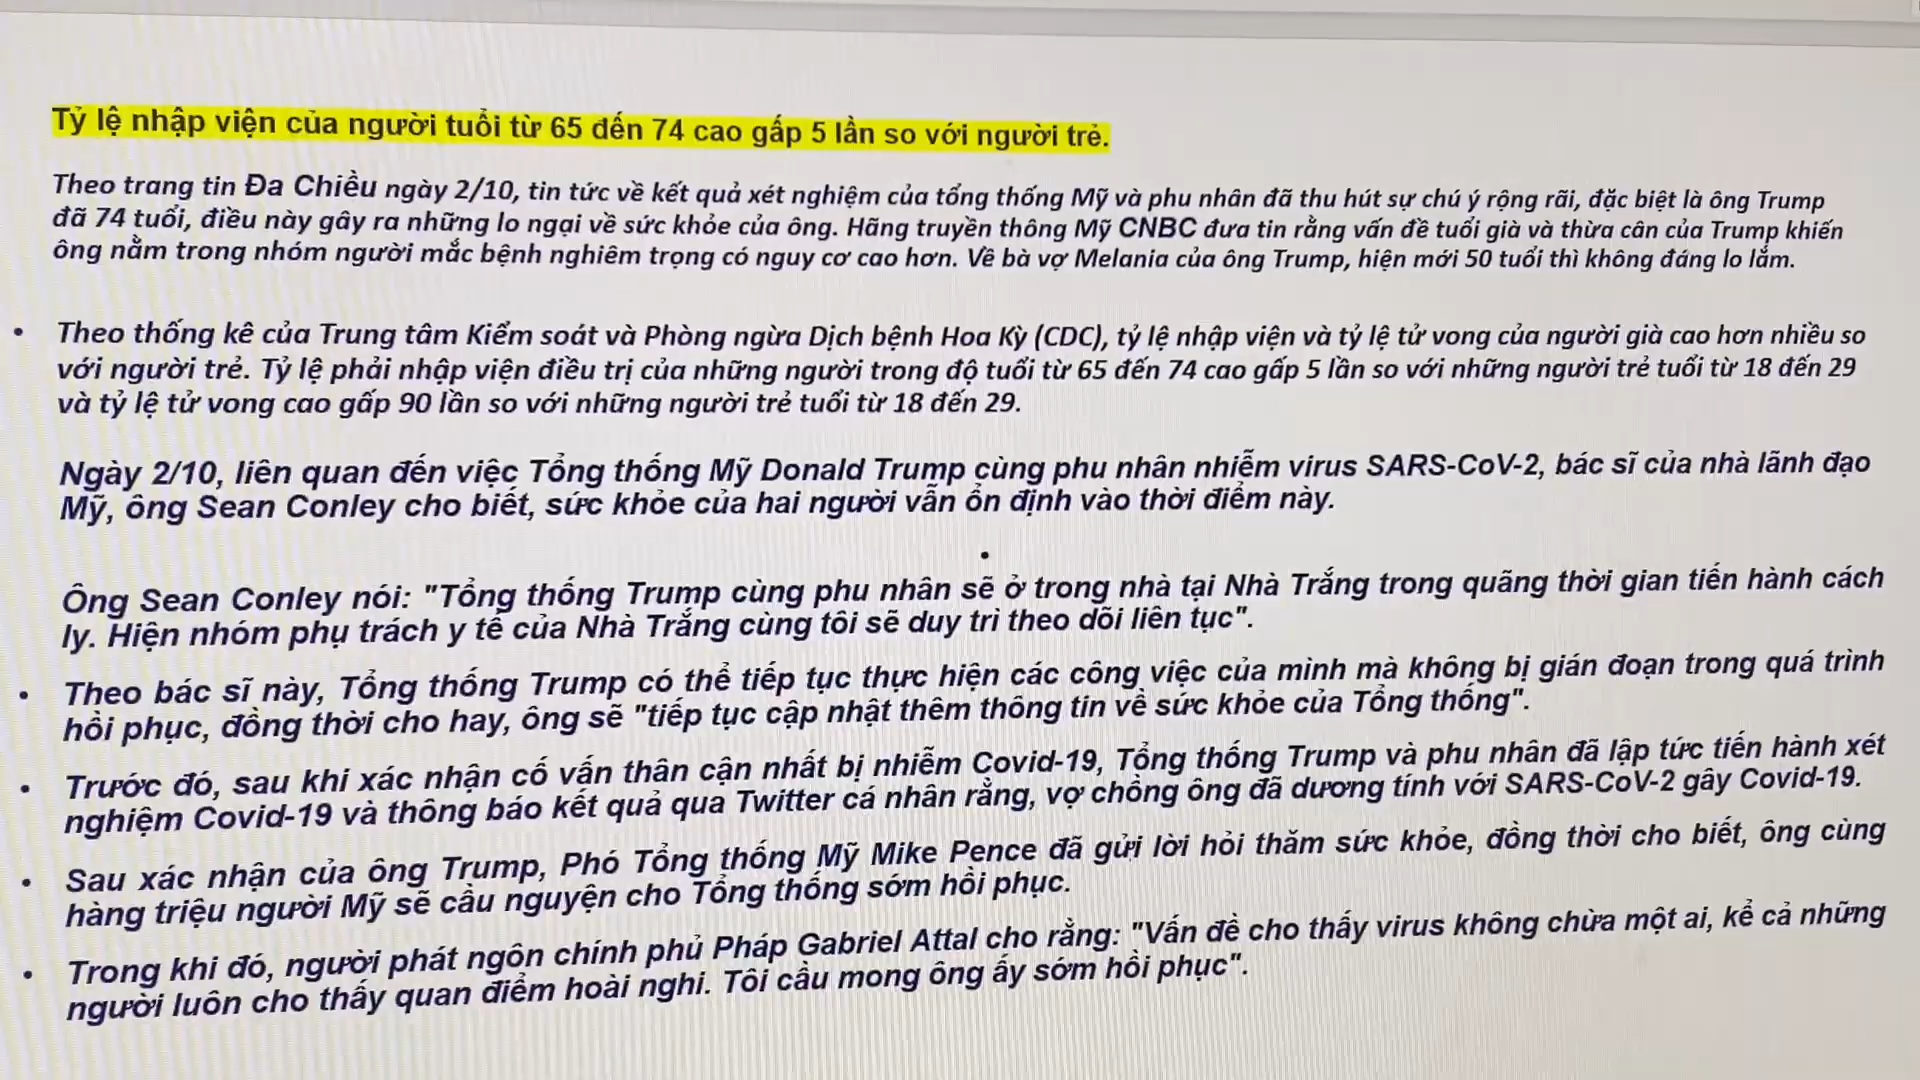 Tỷ lệ nhập viện của người tuổi từ 65 đến 74 cao gấp 5 lần so với người trẻ.
Theo trang tin Đa Chiều ngày 2/10, tin tức về kết quả xét nghiệm của tổng thống Mỹ và phu nhân đã thu hút sự chú ý rộng rãi, đặc biệt là ông Trump
đã 74 tuổi, điều này gây ra những lo ngại về sức khỏe của ông. Hãng truyền thông Mỹ CNBC đưa tin rằng vấn đề tuổi già và thừa cân của Trump khiến
ông nằm trong nhóm người mắc bệnh nghiêm trọng có nguy cơ cao hơn. Về bà vợ Melania của ông Trump, hiện mới 50 tuổi thì không đáng lo lắm.
• Theo thống kê của Trung tâm Kiểm soát và Phòng ngừa Dịch bệnh Hoa Kỳ (CDC), tỷ lệ nhập viện và tỷ lệ tử vong của người già cao hơn nhiều so
với người trẻ. Tỷ lệ phải nhập viện điều trị của những người trong độ tuổi từ 65 đến 74 cao gấp 5 lần so với những người trẻ tuổi từ 18 đến 29
và tỷ lệ tử vong cao gấp 90 lần so với những người trẻ tuổi từ 18 đến 29.
Ngày 2/10, liên quan đến việc Tổng thống Mỹ Donald Trump cùng phu nhân nhiễm virus SARS-CoV-2, bác sĩ của nhà lãnh đạo
Mỹ, ông Sean Conley cho biết, sức khỏe của hai người vẫn ổn định vào thời điểm này.
•
Ông Sean Conley nói: "Tổng thống Trump cùng phu nhân sẽ ở trong nhà tại Nhà Trắng trong quãng thời gian tiến hành cách
ly. Hiện nhóm phụ trách y tế của Nhà Trắng cùng tôi sẽ duy trì theo dõi liên tục".
• Theo bác sĩ này, Tổng thống Trump có thể tiếp tục thực hiện các công việc của mình mà không bị gián đoạn trong quá trình
hồi phục, đồng thời cho hay, ông sẽ "tiếp tục cập nhật thêm thông tin về sức khỏe của Tổng thống".
• Trước đó, sau khi xác nhận cố vấn thân cận nhất bị nhiễm Covid-19, Tổng thống Trump và phu nhân đã lập tức tiến hành xét
nghiệm Covid-19 và thông báo kết quả qua Twitter cá nhân rằng, vợ chồng ông đã dương tính với SARS-CoV-2 gây Covid-19.
• Sau xác nhận của ông Trump, Phó Tổng thống Mỹ Mike Pence đã gửi lời hỏi thăm sức khỏe, đồng thời cho biết, ông cùng
hàng triệu người Mỹ sẽ cầu nguyện cho Tổng thống sớm hồi phục.
• Trong khi đó, người phát ngôn chính phủ Pháp Gabriel Attal cho rằng: "Vấn đề cho thấy virus không chừa một ai, kể cả những
người luôn cho thấy quan điểm hoài nghi. Tôi cầu mong ông ấy sớm hồi phục".